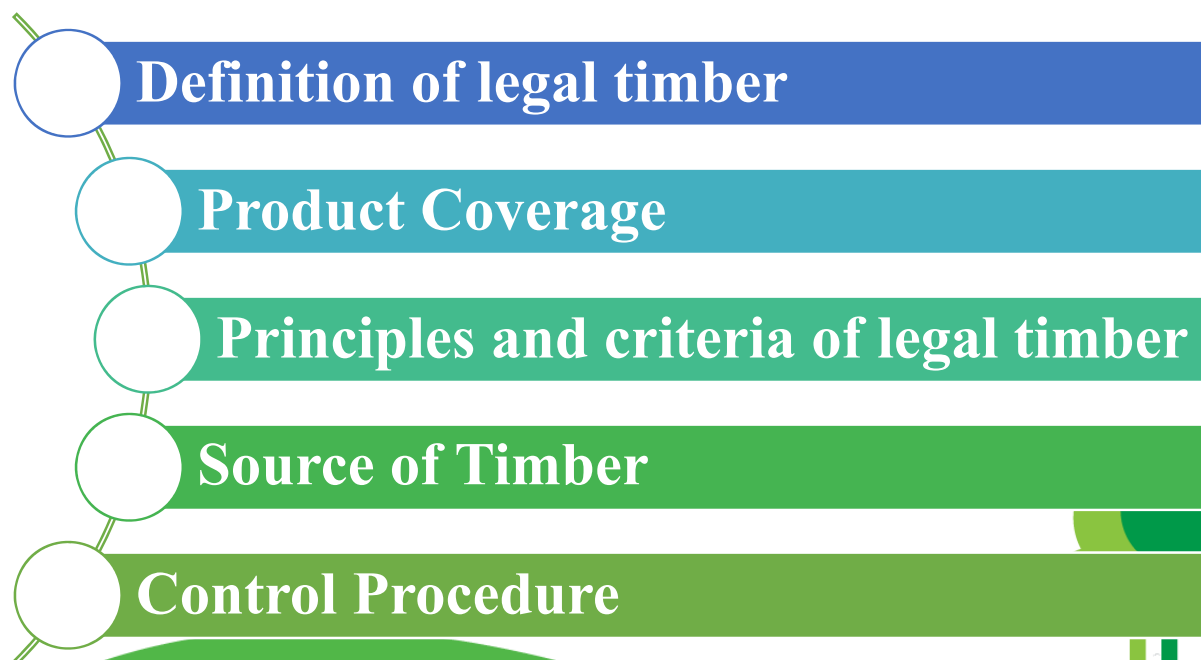 Definition of legal timber
Product Coverage
Principles and criteria of legal timber
Source of Timber
Control Procedure